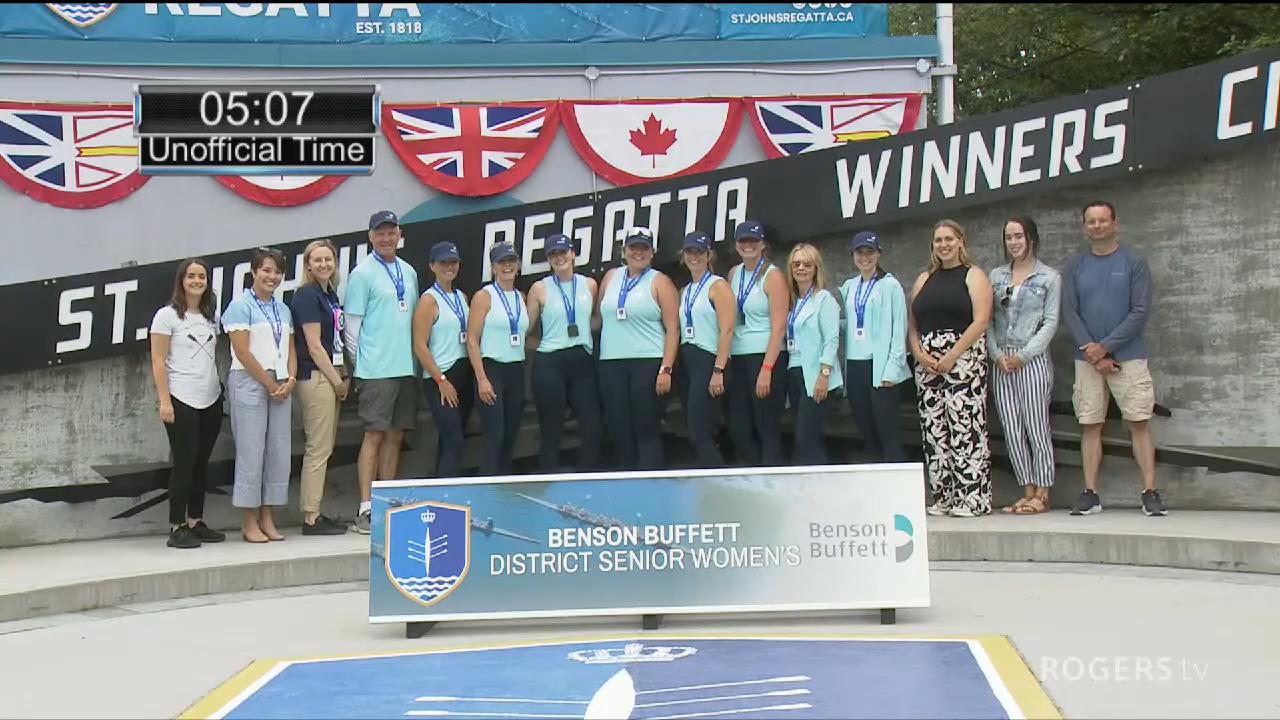 REGATTA
EST. 1818
STJOHNSREGATTA.CA
05:07
Unofficial Time
ST. JOHN'S REGATTA WINNERS
BENSON BUFFETT
DISTRICT SENIOR WOMEN'S
Benson
Buffett
ROGERS tv